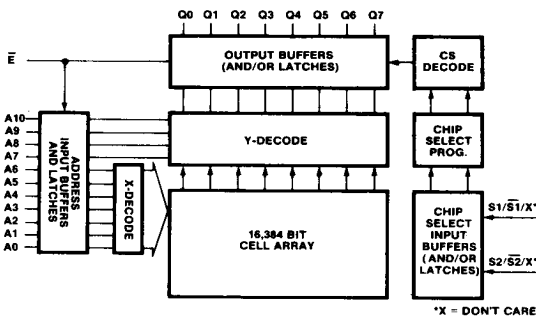 Q0 Q1 Q2 Q3 Q4 Q5 Q6 Q7
E̅
OUTPUT BUFFERS
(AND/OR LATCHES)
CS
DECODE
A10
A9
A8
A7
A6
A5
A4
A3
A2
A1
A0
ADDRESS
INPUT BUFFERS
AND LATCHES
X-DECODE
Y-DECODE
CHIP
SELECT
PROG.
16,384 BIT
CELL ARRAY
CHIP
SELECT
INPUT
BUFFERS
(AND/OR
LATCHES)
S1/S̅1̅/X*
S2/S̅2̅/X*
*X = DON'T CARE